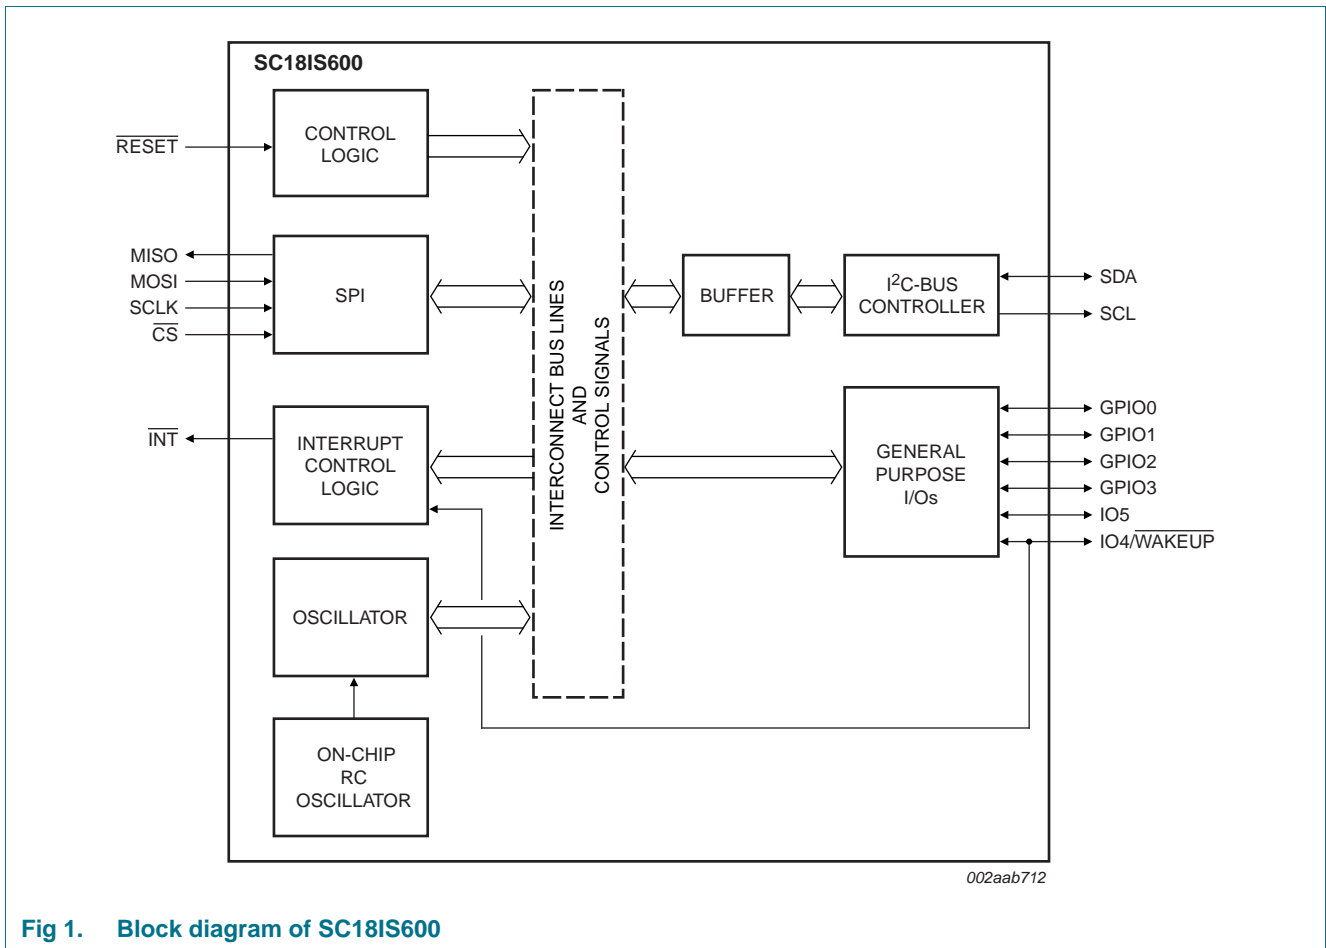 SC18IS600
CONTROL
LOGIC
RESET
MISO
MOSI
SCLK
CS
SPI
INT
INTERRUPT
CONTROL
LOGIC
OSCILLATOR
ON-CHIP
RC
OSCILLATOR
INTERCONNECT BUS LINES
AND
CONTROL SIGNALS
BUFFER
I²C-BUS
CONTROLLER
SDA
SCL
GENERAL
PURPOSE
I/Os
GPIO0
GPIO1
GPIO2
GPIO3
IO5
IO4/WAKEUP
002aab712
Fig 1. Block diagram of SC18IS600